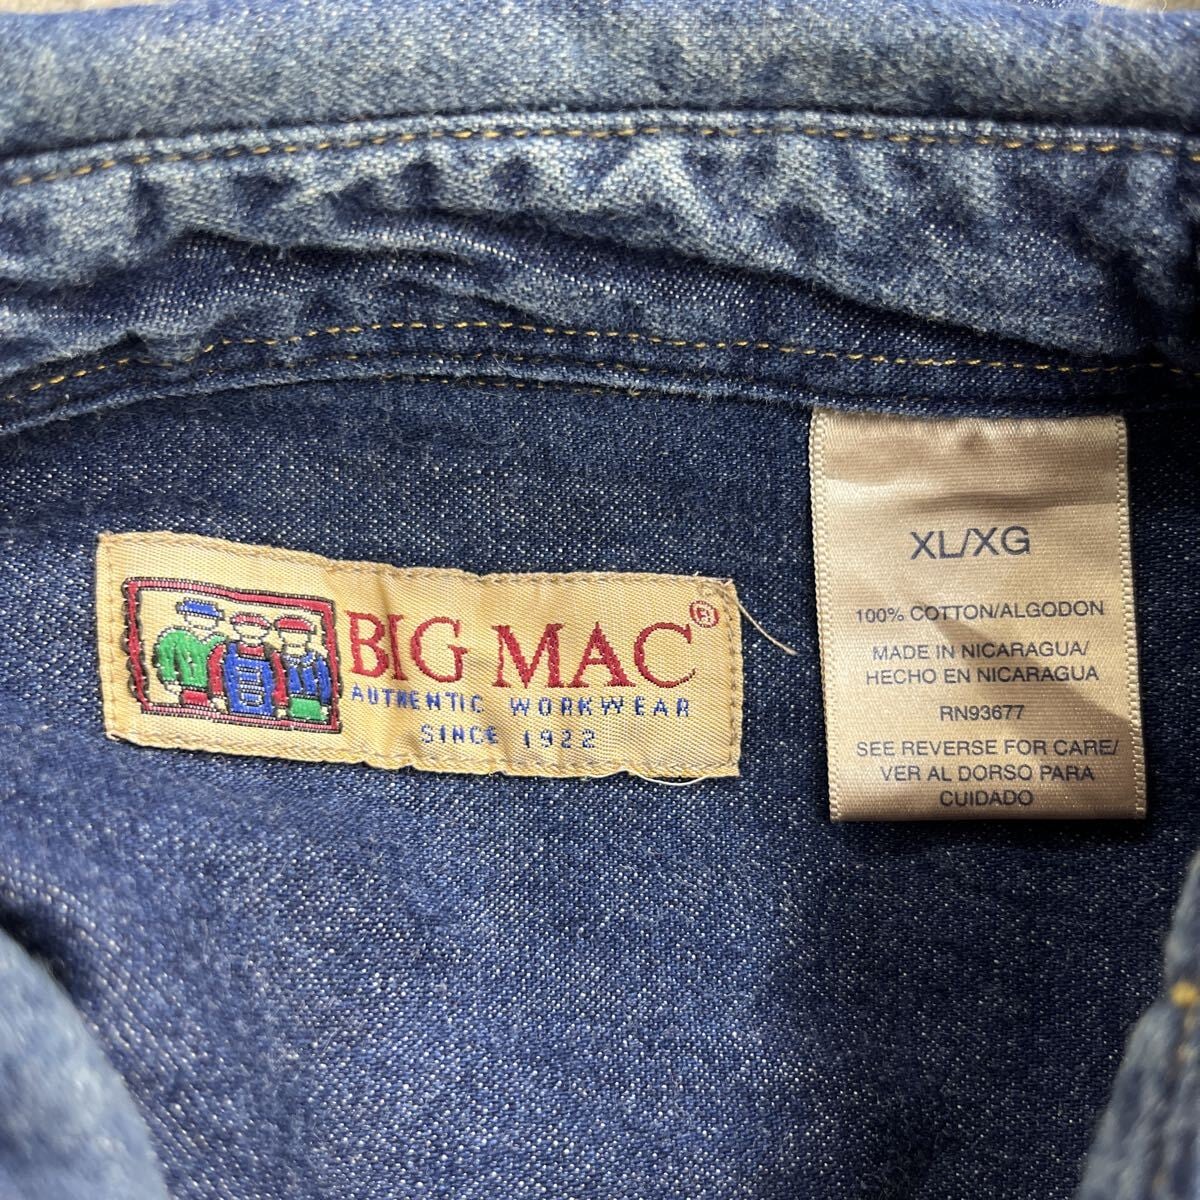 BIG MAC®
AUTHENTIC WORKWEAR
SINCE 1922
XL/XG
100% COTTON/ALGODON
MADE IN NICARAGUA/
HECHO EN NICARAGUA
RN93677
SEE REVERSE FOR CARE/
VER AL DORSO PARA
CUIDADO